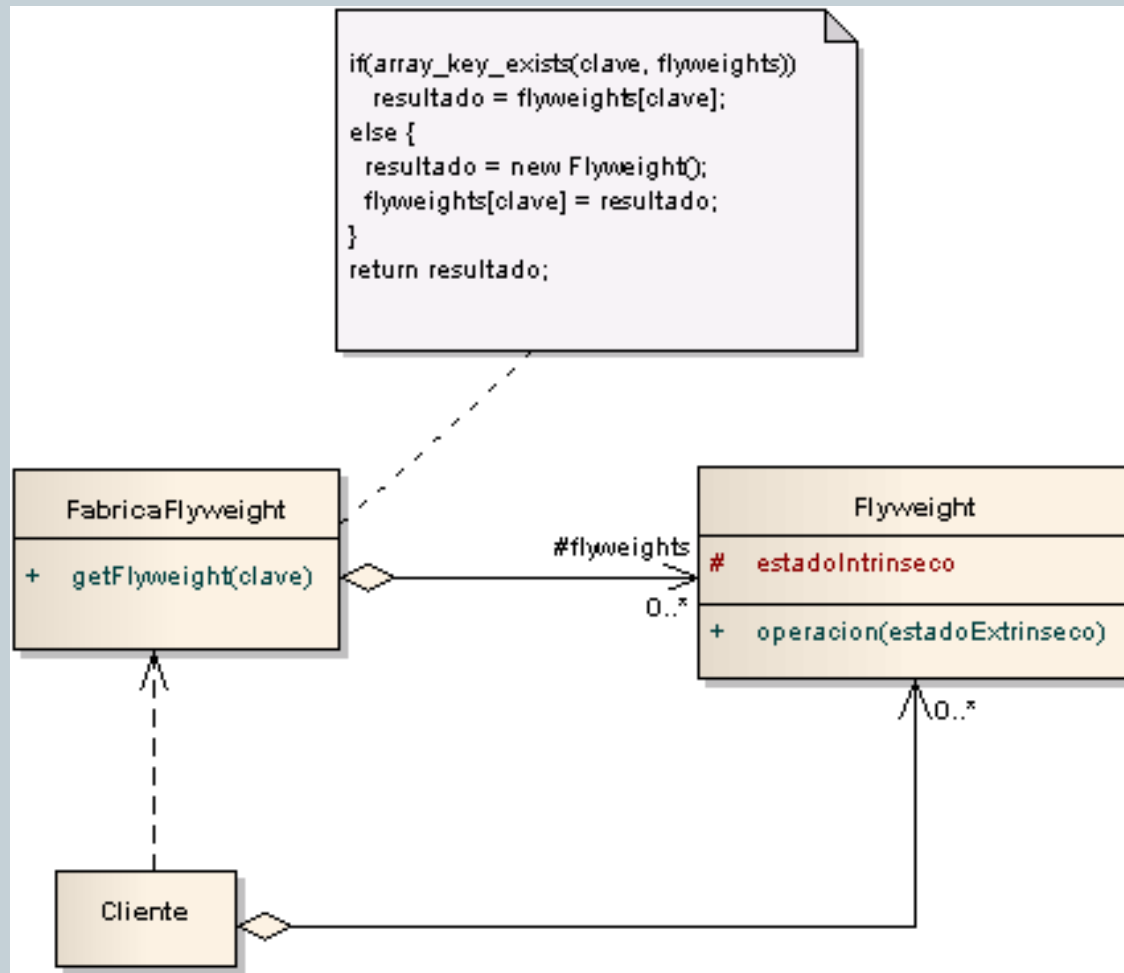 if(array_key_exists(clave, flyweights))
resultado = flyweights[clave];
else {
resultado = new Flyweight();
flyweights[clave] = resultado;
}
return resultado;
FabricaFlyweight
+ getFlyweight(clave)
#flyweights
0..*
Flyweight
# estadoIntrinseco
+ operacion(estadoExtrinseco)
0..*
Cliente